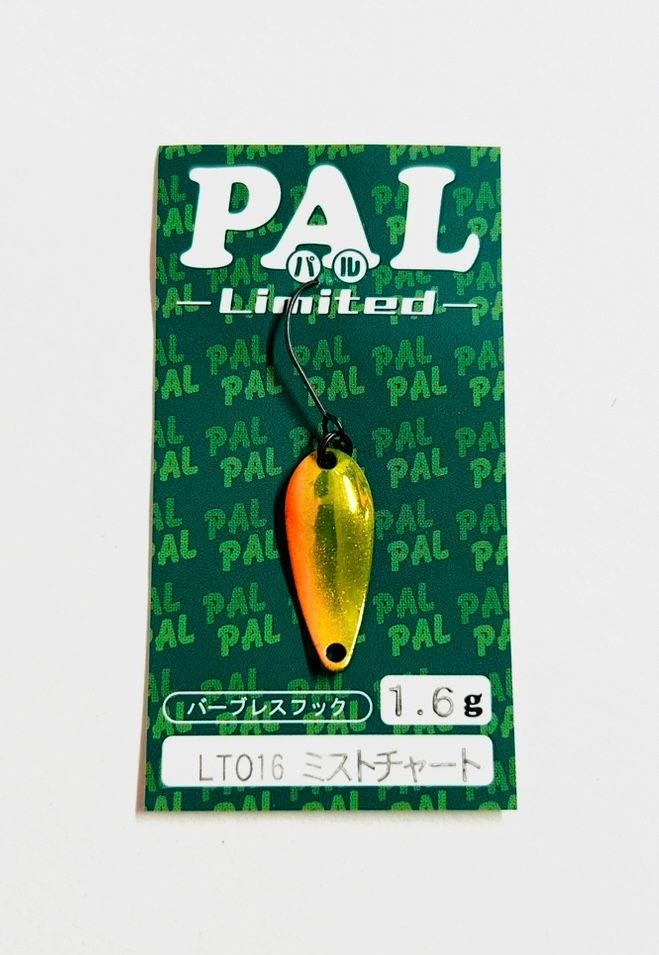 PAL
パル
Limited
バーブレスフック
1.6g
LT016 ミストチャート